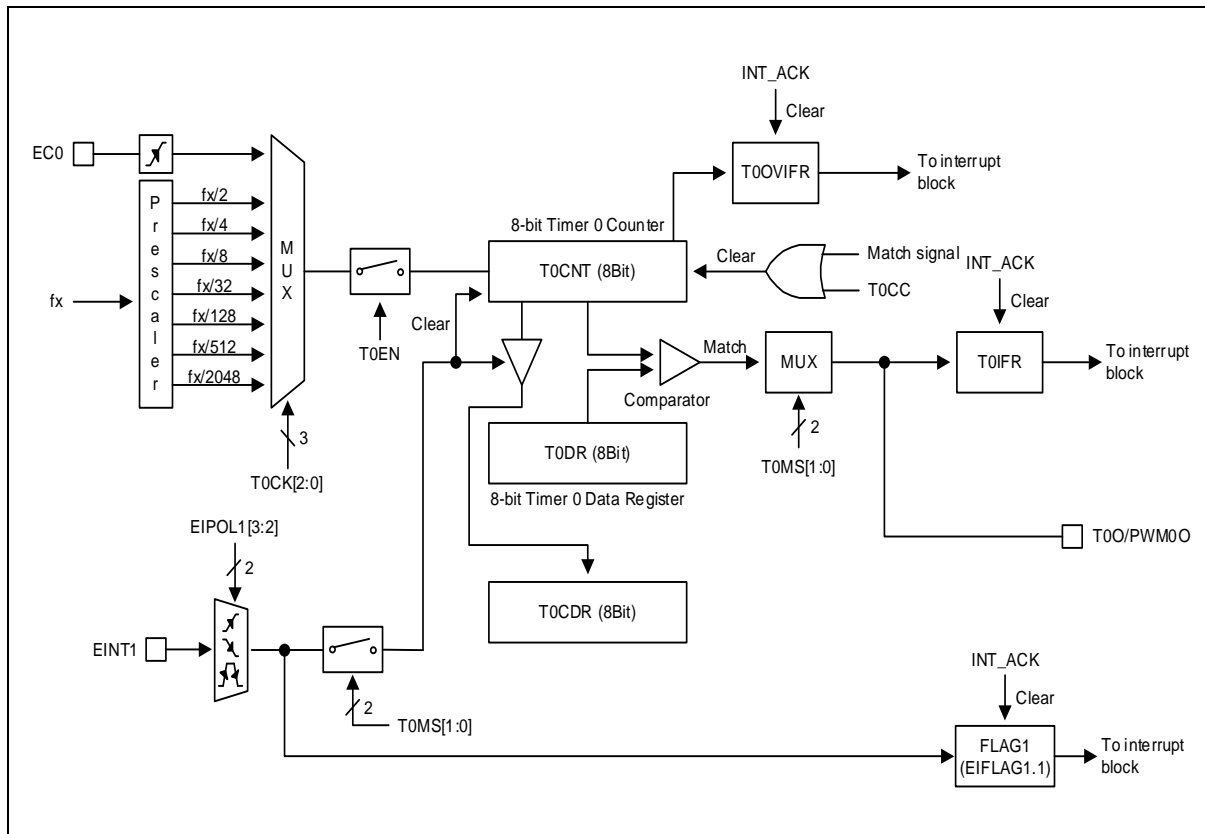 INT_ACK
Clear
EC0
T0OVIFR
To interrupt
block
Prescaler
fx/2
fx/4
fx/8
fx/32
fx/128
fx/512
fx/2048
fx
MUX
8-bit Timer 0 Counter
T0CNT (8Bit)
Clear
Match signal
T0CC
INT_ACK
Clear
T0EN
Clear
Match
MUX
T0IFR
To interrupt
block
Comparator
3
T0CK[2:0]
T0DR (8Bit)
2
T0MS[1:0]
8-bit Timer 0 Data Register
EIPOL1[3:2]
2
T0O/PWM0O
T0CDR (8Bit)
EINT1
2
T0MS[1:0]
INT_ACK
Clear
FLAG1
(EIFLAG1.1)
To interrupt
block